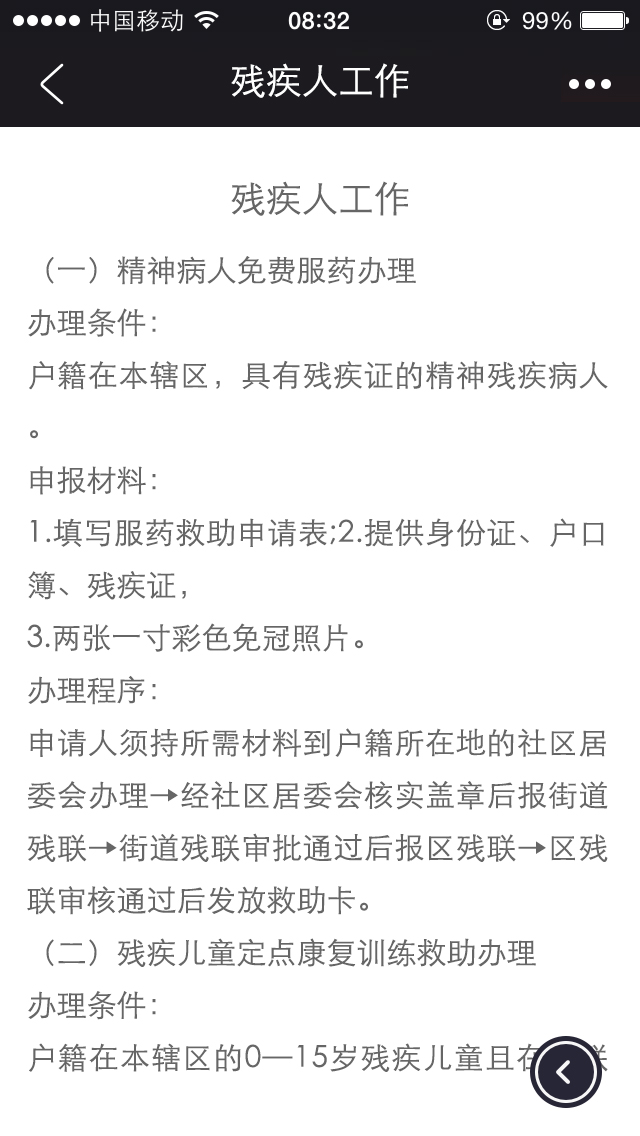 中国移动 08:32 99%
残疾人工作
残疾人工作
（一）精神病人免费服药办理
办理条件：
户籍在本辖区，具有残疾证的精神残疾病人
。
申报材料：
1.填写服药救助申请表;2.提供身份证、户口
簿、残疾证，
3.两张一寸彩色免冠照片。
办理程序：
申请人须持所需材料到户籍所在地的社区居
委会办理→经社区居委会核实盖章后报街道
残联→街道残联审批通过后报区残联→区残
联审核通过后发放救助卡。
（二）残疾儿童定点康复训练救助办理
办理条件：
户籍在本辖区的0—15岁残疾儿童且在